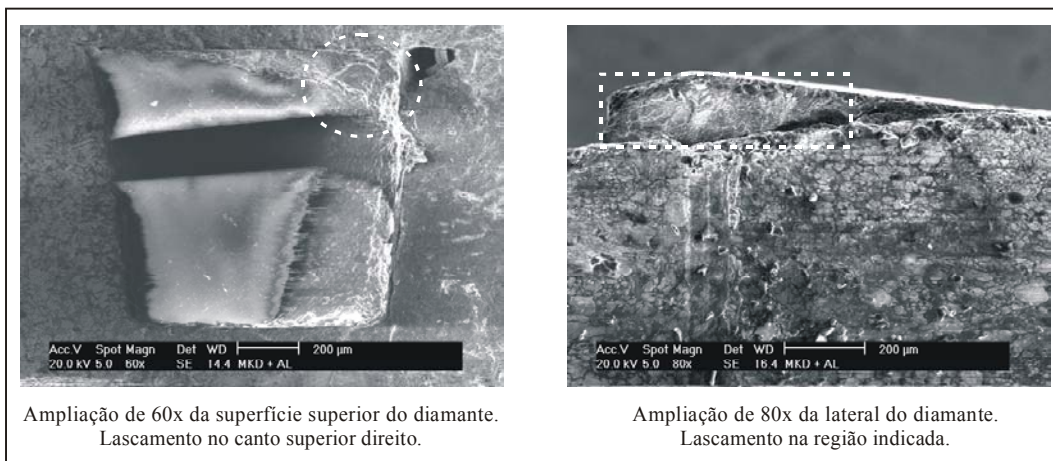 Acc.V Spot Magn Det WD 200 µm
20.0 kV 5.0 60x SE 14.4 MKD + AL
Acc.V Spot Magn Det WD 200 µm
20.0 kV 5.0 80x SE 16.4 MKD + AL
Ampliação de 60x da superfície superior do diamante.
Lascamento no canto superior direito.
Ampliação de 80x da lateral do diamante.
Lascamento na região indicada.